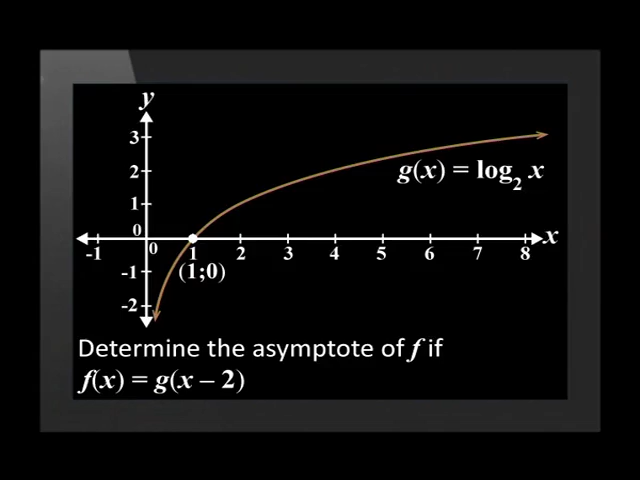 y
3
2
g(x) = log₂ x
1
0
x
-1 0 1 2 3 4 5 6 7 8
-1 (1;0)
-2
Determine the asymptote of f if
f(x) = g(x – 2)